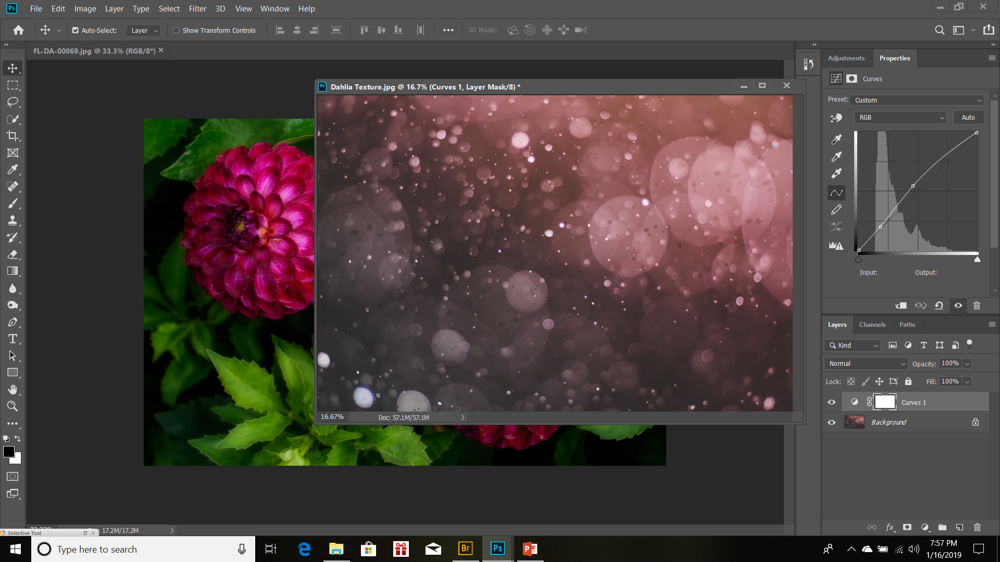 Ps File Edit Image Layer Type Select Filter 3D View Window Help
Auto-Select: Layer Show Transform Controls 3D Mode:
FL-DA-00069.jpg @ 33.3% (RGB/8*)
Ps Dahlia Texture.jpg @ 16.7% (Curves 1, Layer Mask/8) *
16.67% Doc: 57.1M/57.1M
Adjustments Properties
Curves
Preset: Custom
RGB Auto
Input: Output:
Layers Channels Paths
Kind
Normal Opacity: 100%
Lock: Fill: 100%
Curves 1
Background
17.2M/17.2M
Selective Tool
Type here to search
Br Ps
7:57 PM
1/16/2019